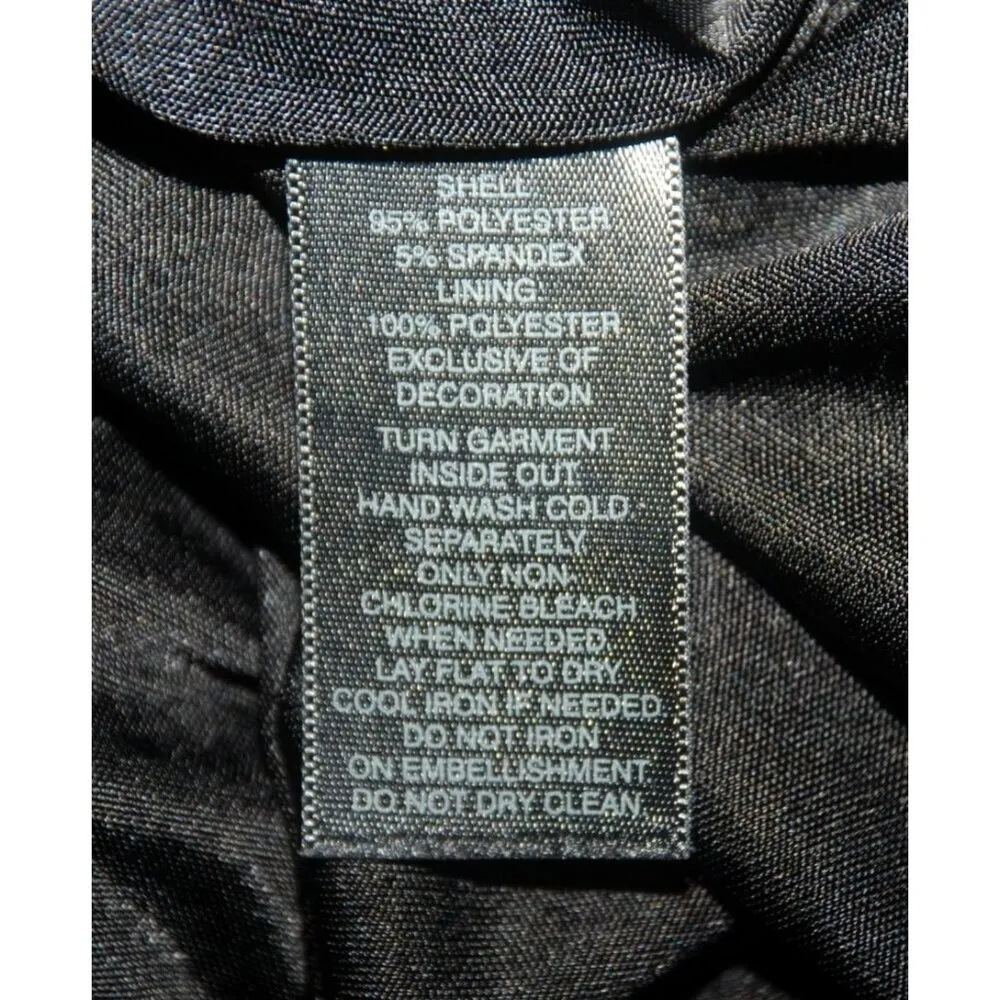 SHELL
95% POLYESTER
5% SPANDEX
LINING
100% POLYESTER
EXCLUSIVE OF
DECORATION
TURN GARMENT
INSIDE OUT
HAND WASH COLD
SEPARATELY
ONLY NON-
CHLORINE BLEACH
WHEN NEEDED
LAY FLAT TO DRY
COOL IRON IF NEEDED
DO NOT IRON
ON EMBELLISHMENT
DO NOT DRY CLEAN